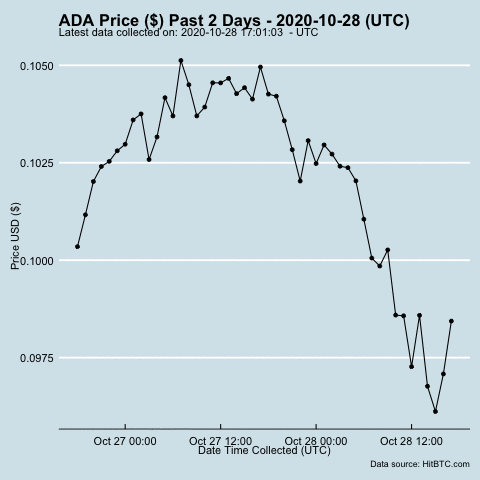 ADA Price ($) Past 2 Days - 2020-10-28 (UTC)
Latest data collected on: 2020-10-28 17:01:03  - UTC
0.1050
0.1025
0.1000
0.0975
Price USD ($)
Oct 27 00:00 Oct 27 12:00 Oct 28 00:00 Oct 28 12:00
Date Time Collected (UTC)
Data source: HitBTC.com